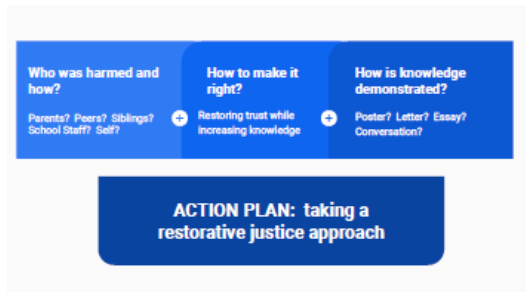 Who was harmed and
how?
Parents? Peers? Siblings?
School Staff? Self?
+
How to make it
right?
Restoring trust while
increasing knowledge
+
How is knowledge
demonstrated?
Poster? Letter? Essay?
Conversation?
ACTION PLAN: taking a
restorative justice approach